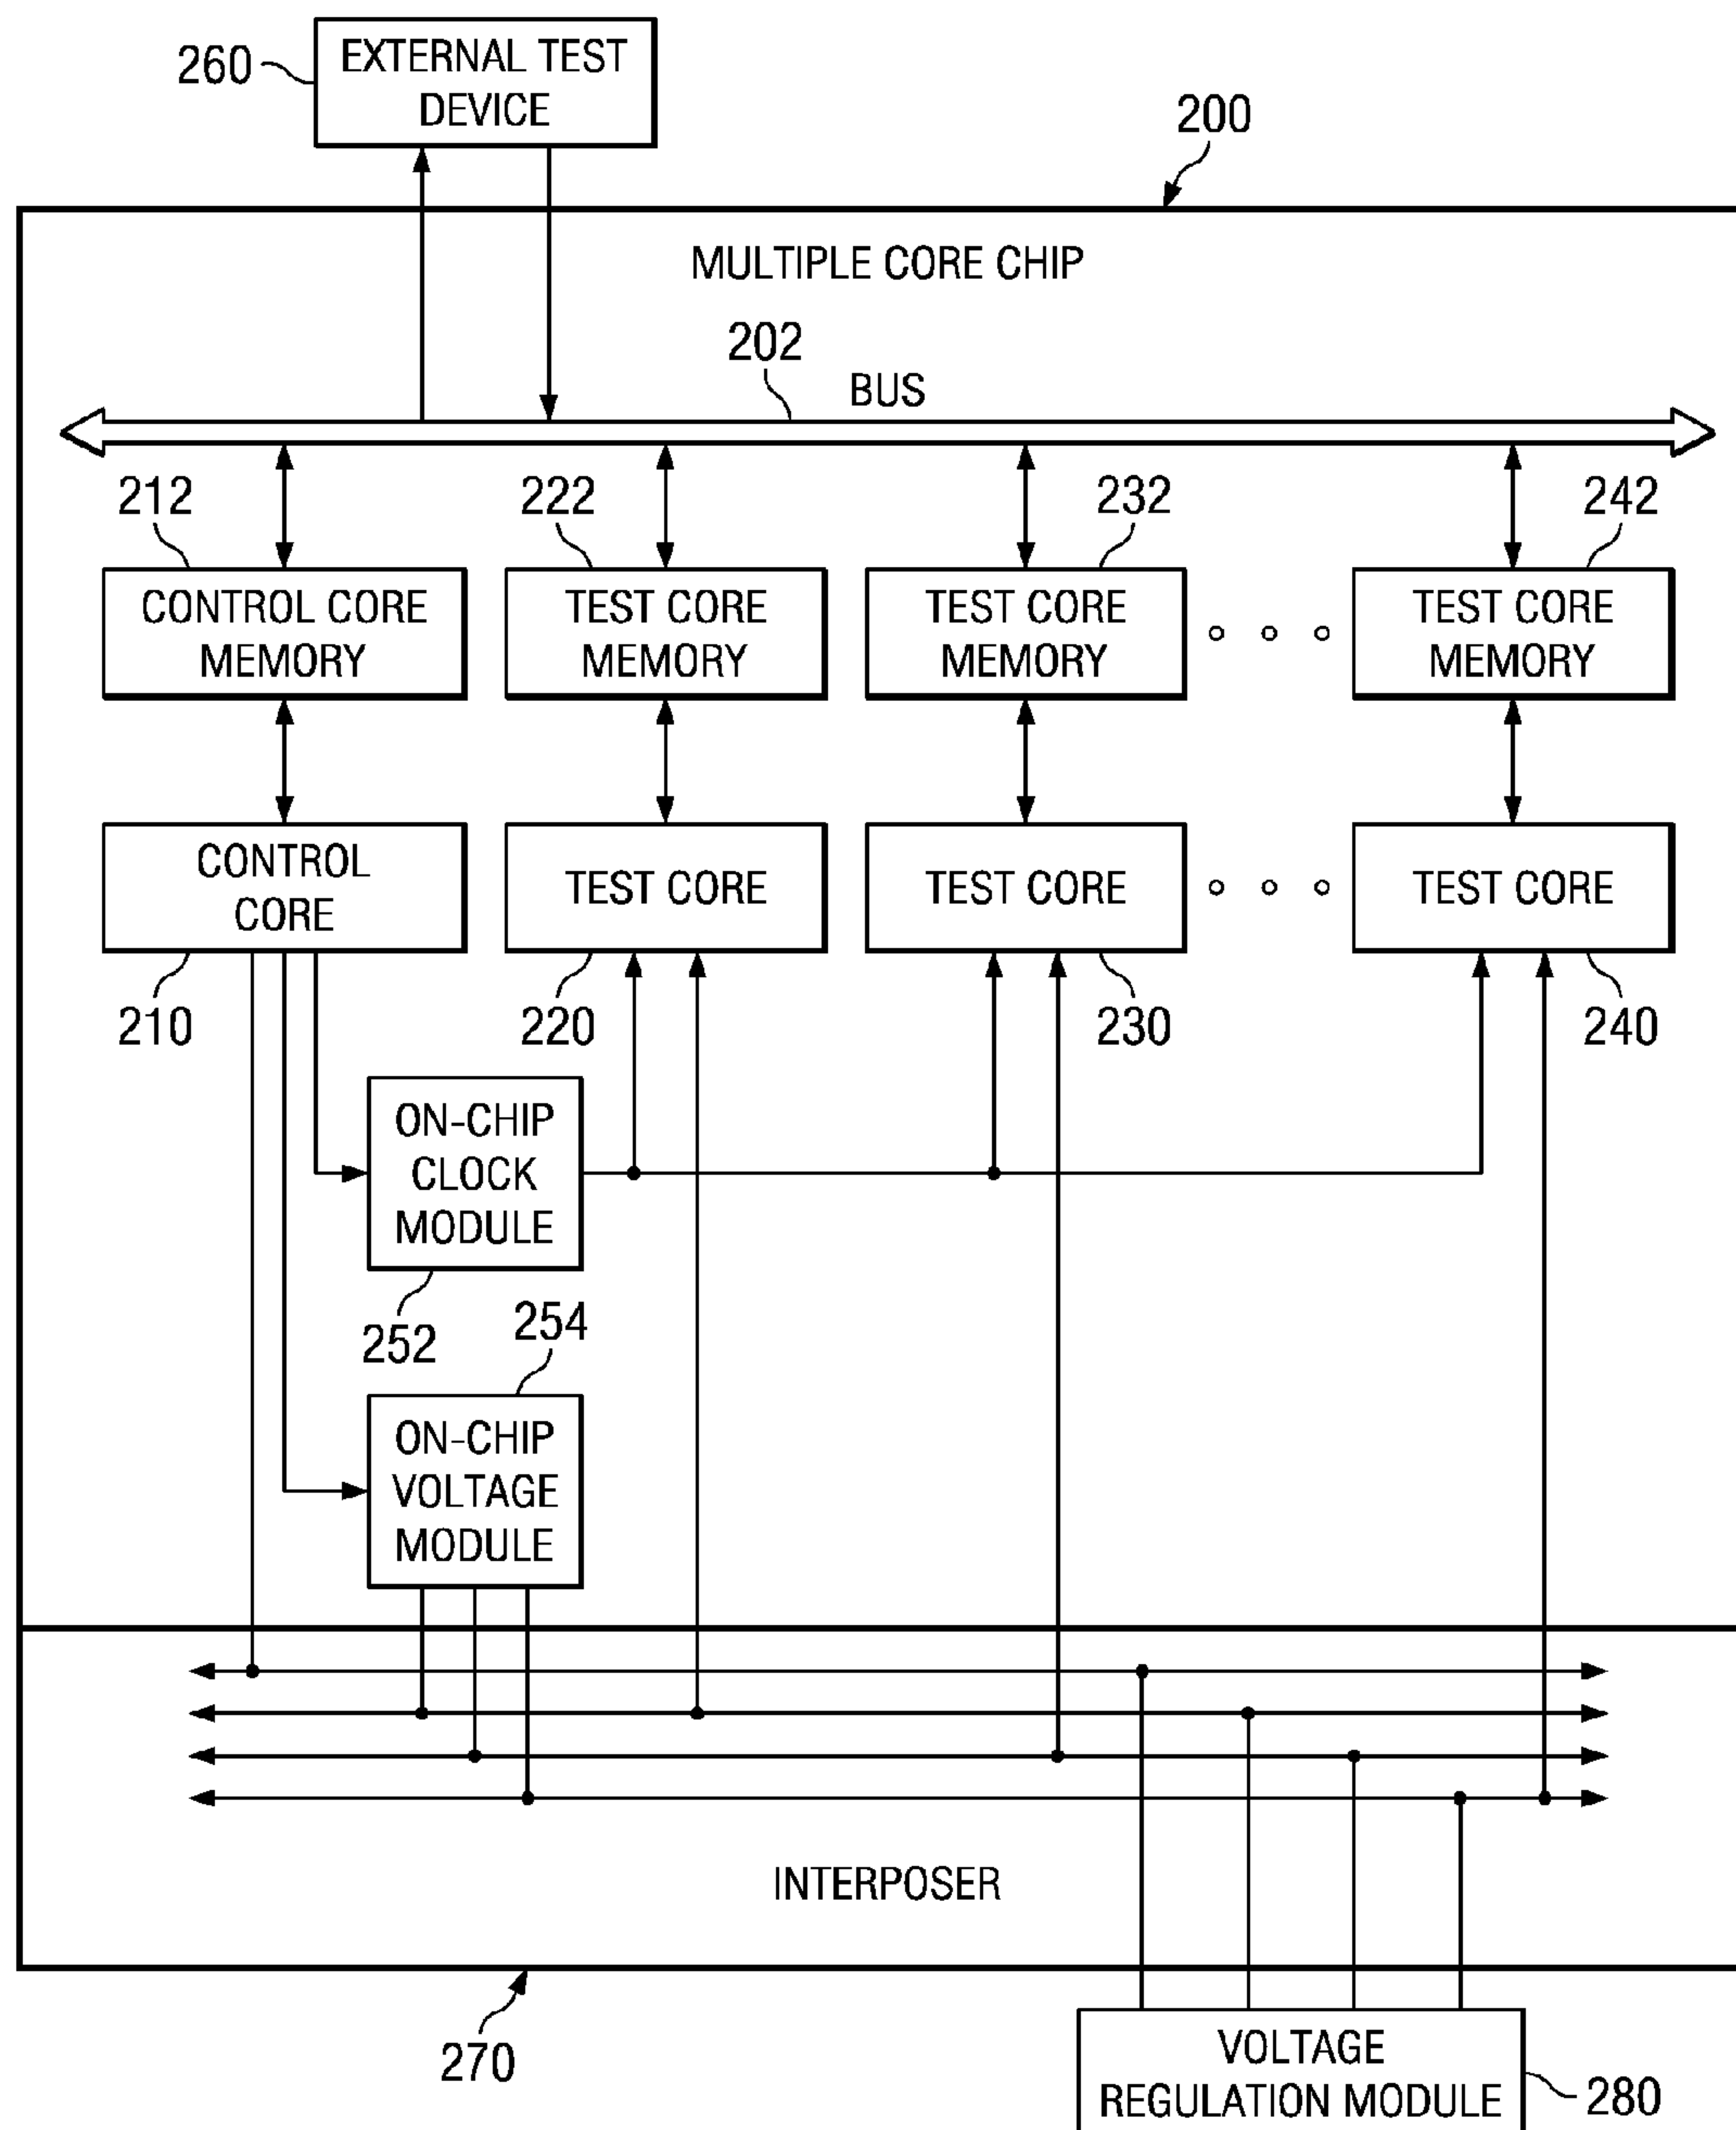 260
EXTERNAL TEST
DEVICE
200
MULTIPLE CORE CHIP
202
BUS
212
222
232
242
CONTROL CORE
MEMORY
TEST CORE
MEMORY
TEST CORE
MEMORY
TEST CORE
MEMORY
CONTROL
CORE
TEST CORE
TEST CORE
TEST CORE
210
220
230
240
ON-CHIP
CLOCK
MODULE
252
254
ON-CHIP
VOLTAGE
MODULE
INTERPOSER
270
VOLTAGE
REGULATION MODULE
280